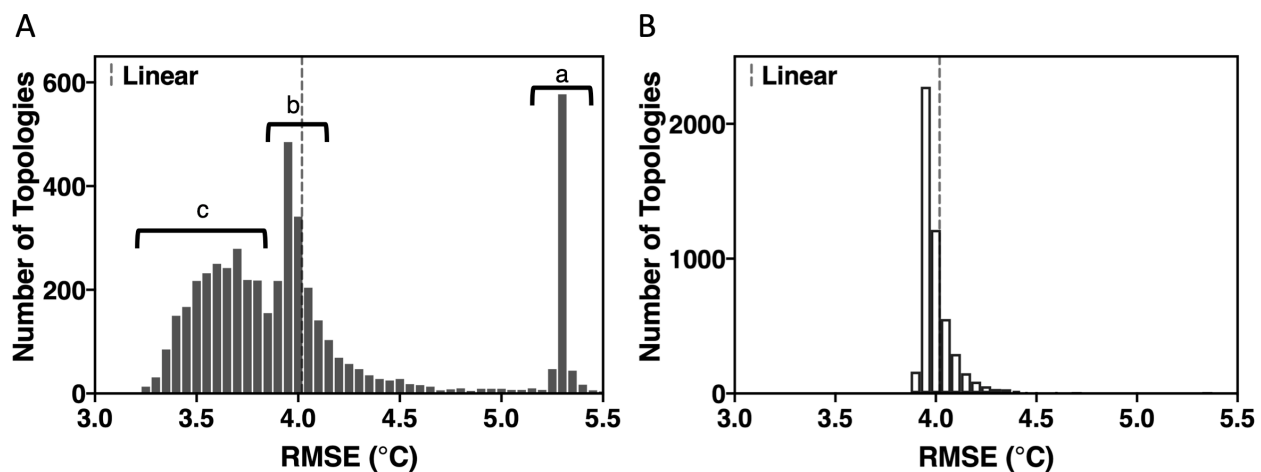 A
B
Number of Topologies
600
400
200
0
Linear
a
b
c
3.0 3.5 4.0 4.5 5.0 5.5
RMSE (°C)
Number of Topologies
2000
1000
0
Linear
3.0 3.5 4.0 4.5 5.0 5.5
RMSE (°C)